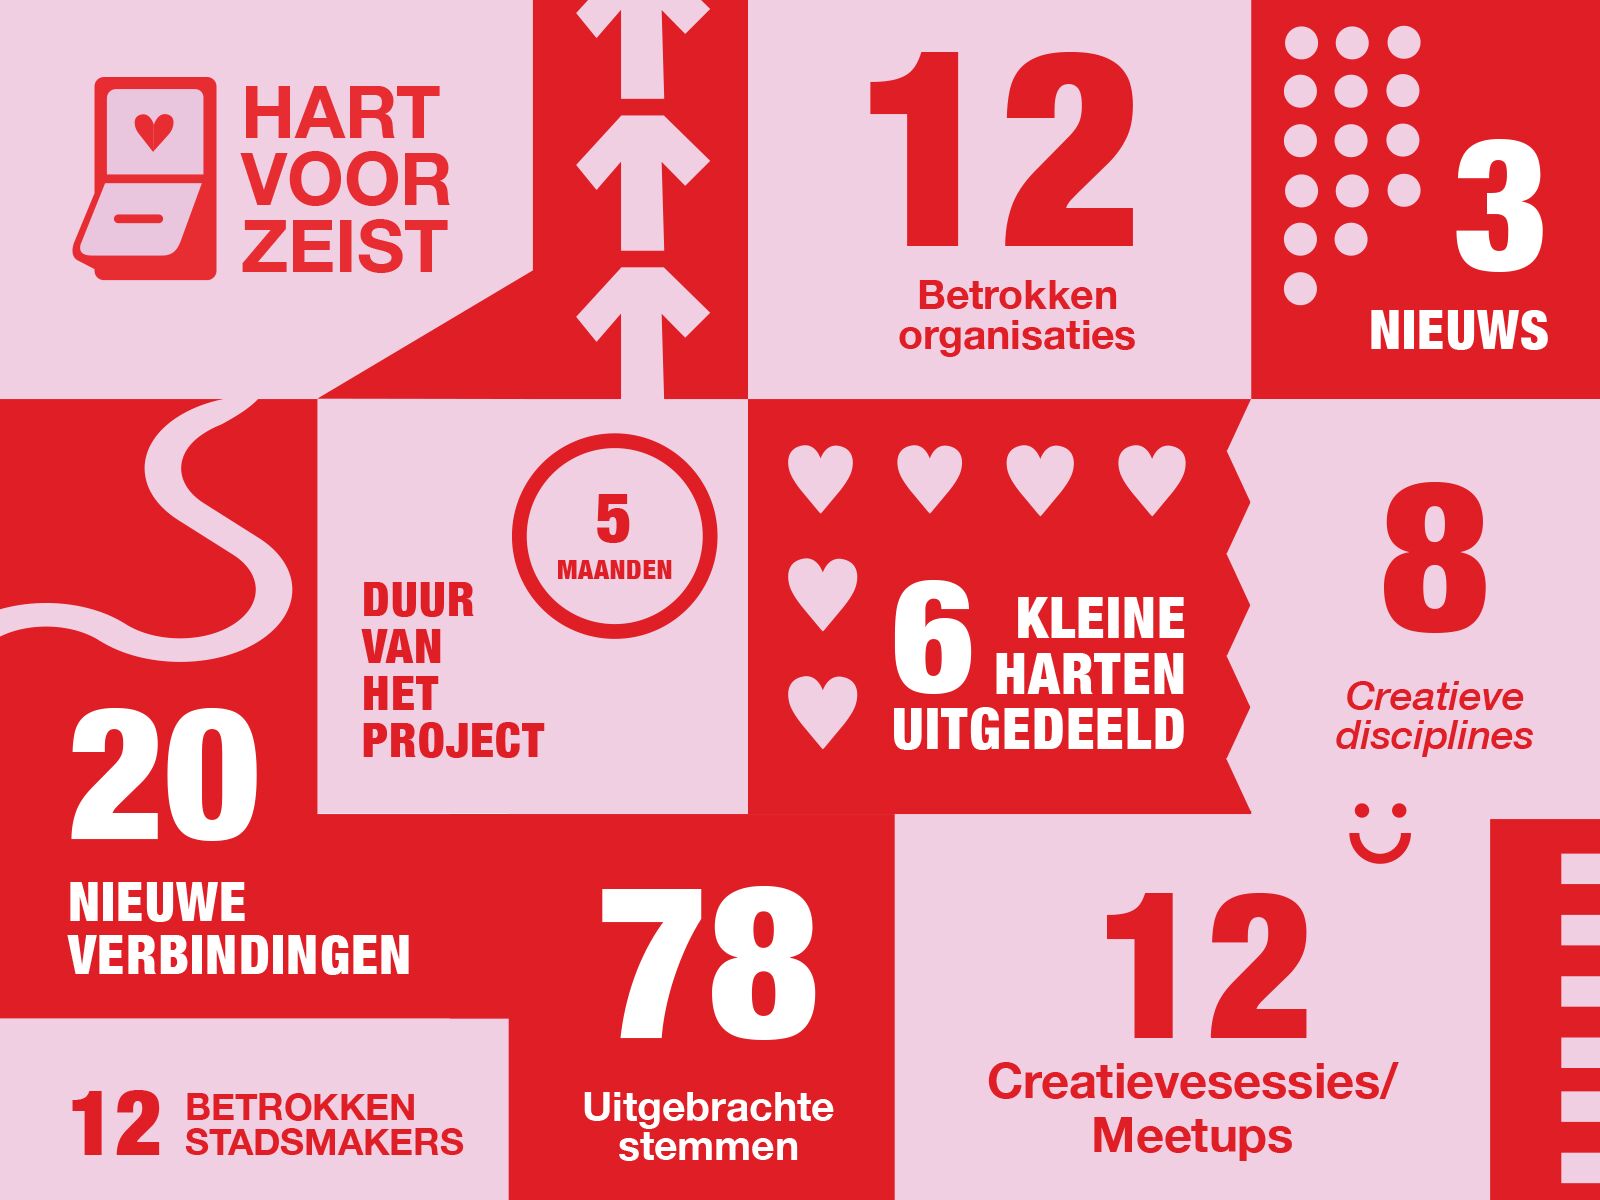 HART
VOOR
ZEIST
12
Betrokken
organisaties
3
NIEUWS
5
MAANDEN
DUUR
VAN
HET
PROJECT
6 KLEINE
HARTEN
UITGEDEELD
8
Creatieve
disciplines
20
NIEUWE
VERBINDINGEN
78
Uitgebrachte
stemmen
12
Creatievesessies/
Meetups
12 BETROKKEN
STADSMAKERS